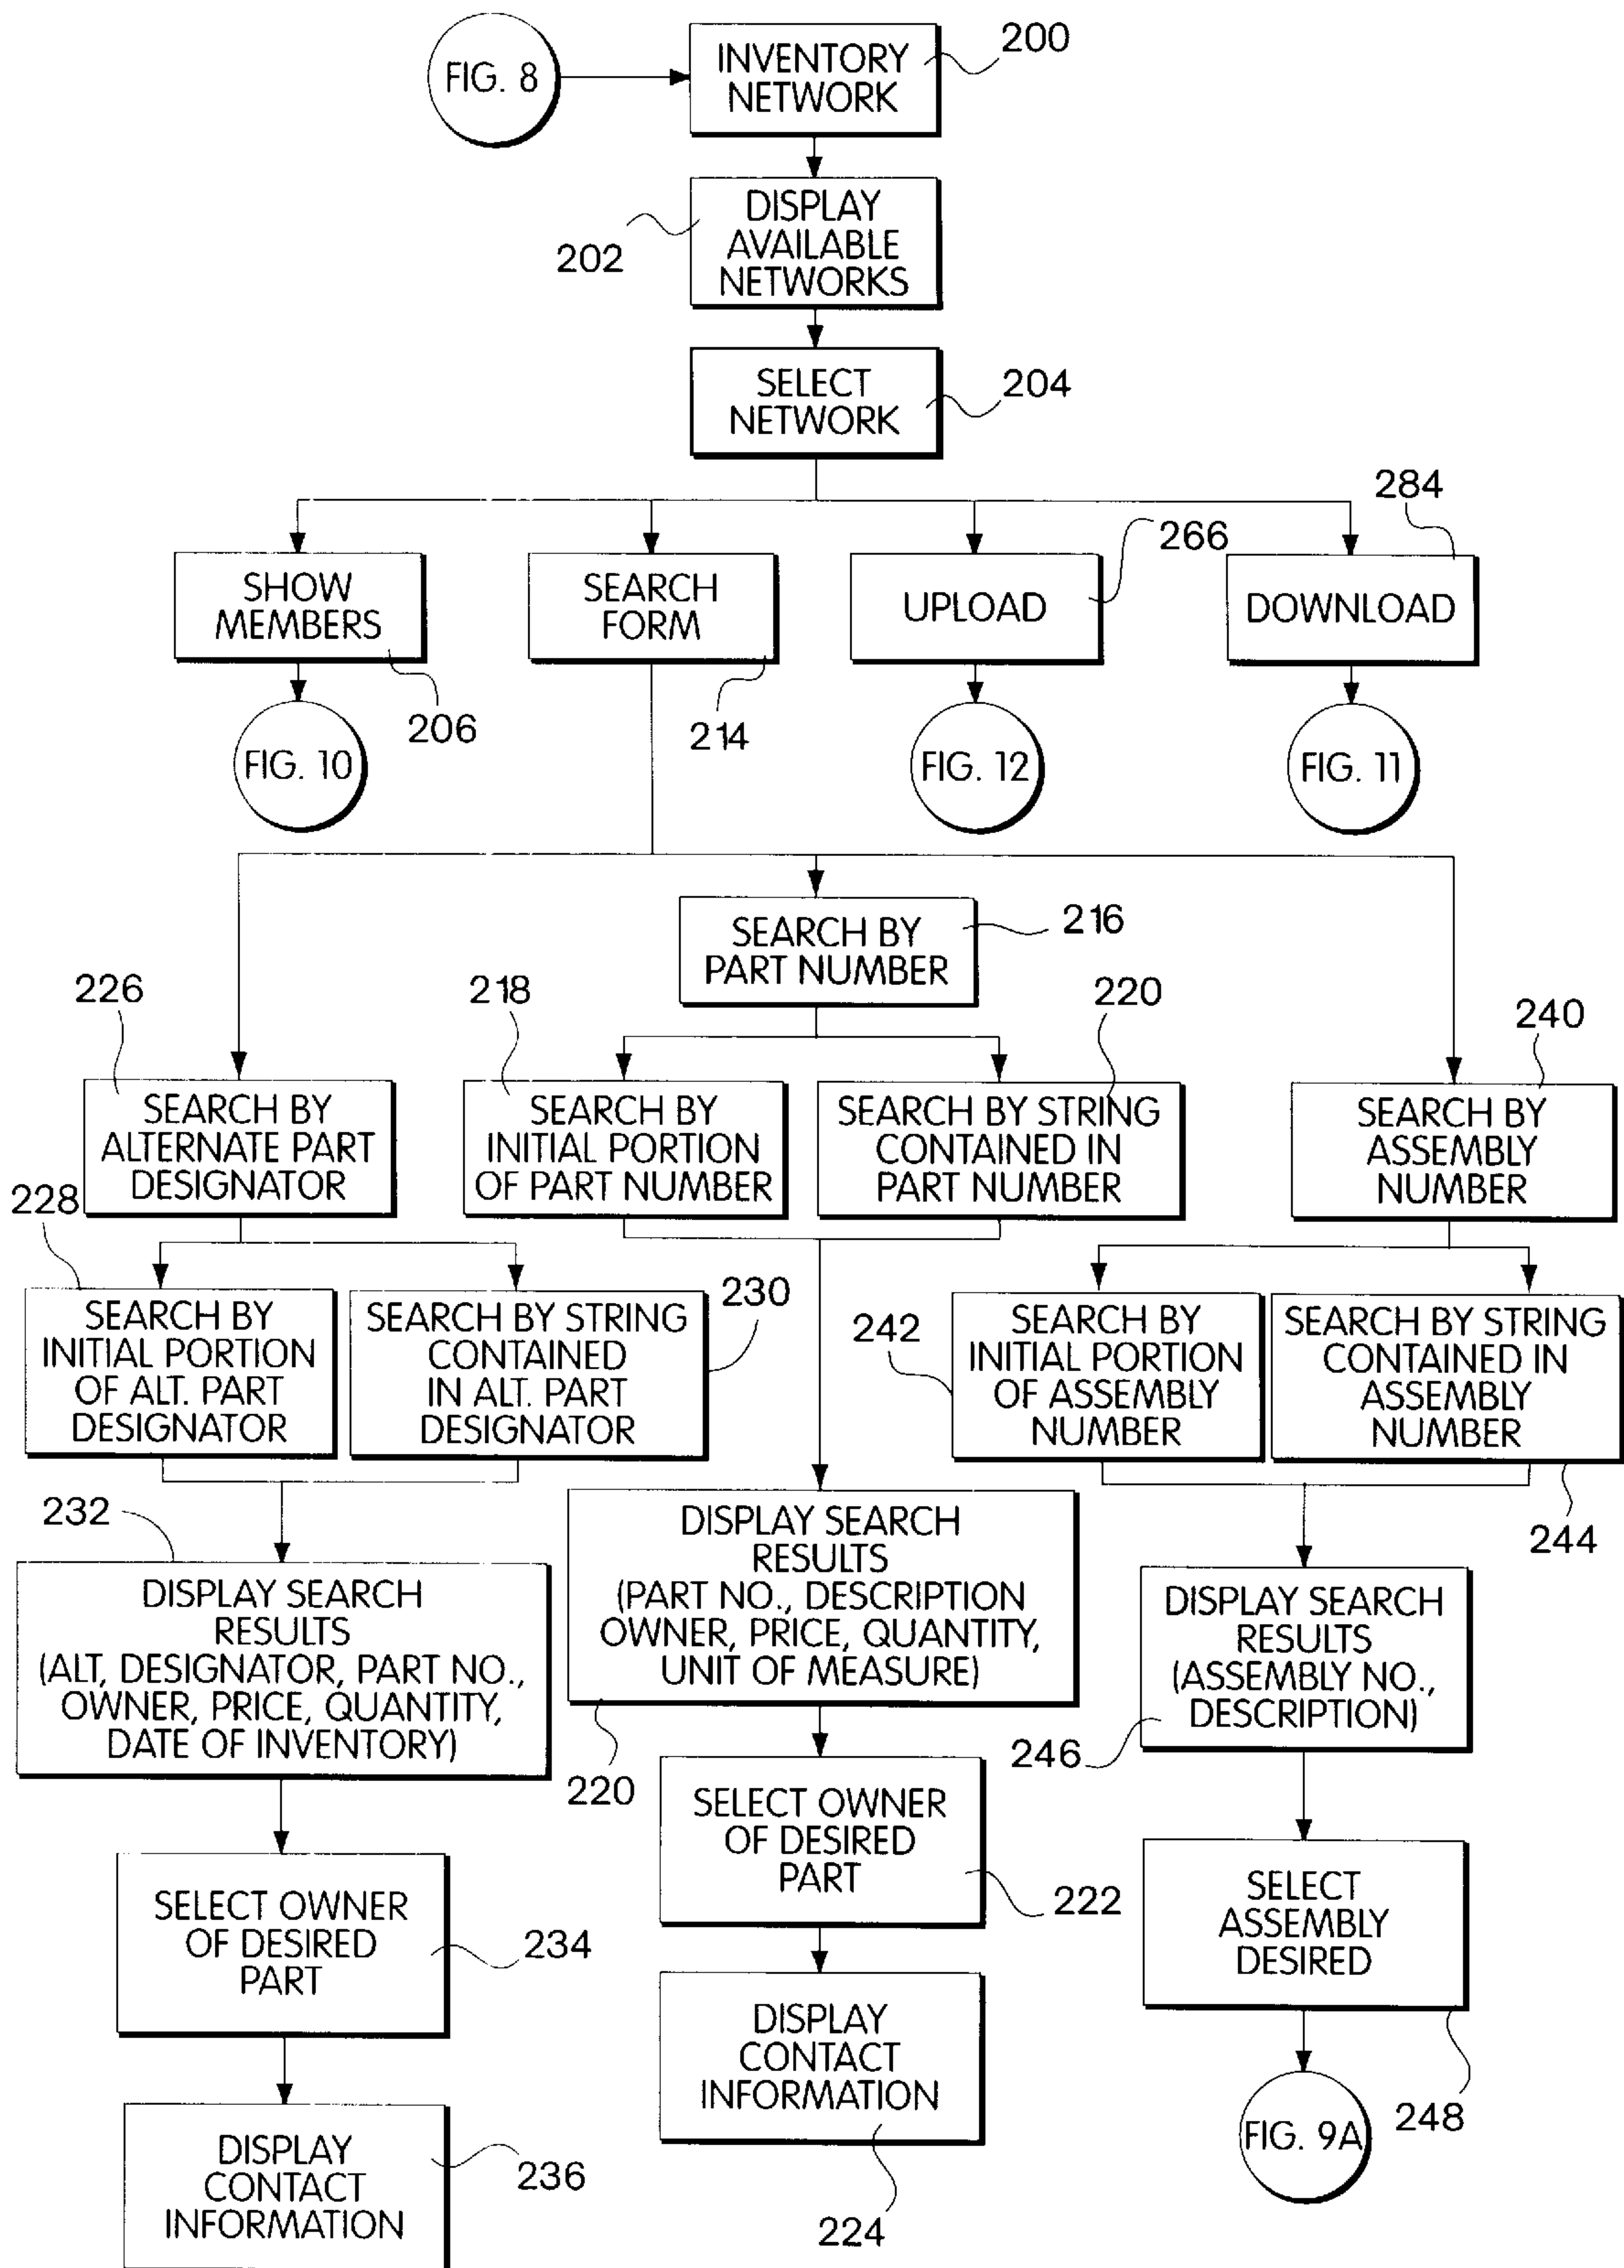 FIG. 8
INVENTORY
NETWORK
200
DISPLAY
AVAILABLE
NETWORKS
202
SELECT
NETWORK
204
SHOW
MEMBERS
206
SEARCH
FORM
214
UPLOAD
266
DOWNLOAD
284
FIG. 10
FIG. 12
FIG. 11
SEARCH BY
PART NUMBER
216
226
SEARCH BY
ALTERNATE PART
DESIGNATOR
218
SEARCH BY
INITIAL PORTION
OF PART NUMBER
220
SEARCH BY STRING
CONTAINED IN
PART NUMBER
240
SEARCH BY
ASSEMBLY
NUMBER
228
SEARCH BY
INITIAL PORTION
OF ALT. PART
DESIGNATOR
SEARCH BY STRING
CONTAINED
IN ALT. PART
DESIGNATOR
230
242
SEARCH BY
INITIAL PORTION
OF ASSEMBLY
NUMBER
SEARCH BY STRING
CONTAINED IN
ASSEMBLY
NUMBER
244
232
DISPLAY SEARCH
RESULTS
(ALT, DESIGNATOR, PART NO.,
OWNER, PRICE, QUANTITY,
DATE OF INVENTORY)
DISPLAY SEARCH
RESULTS
(PART NO., DESCRIPTION
OWNER, PRICE, QUANTITY,
UNIT OF MEASURE)
220
DISPLAY SEARCH
RESULTS
(ASSEMBLY NO.,
DESCRIPTION)
246
SELECT OWNER
OF DESIRED
PART
234
SELECT OWNER
OF DESIRED
PART
222
SELECT
ASSEMBLY
DESIRED
248
DISPLAY
CONTACT
INFORMATION
236
DISPLAY
CONTACT
INFORMATION
224
FIG. 9A